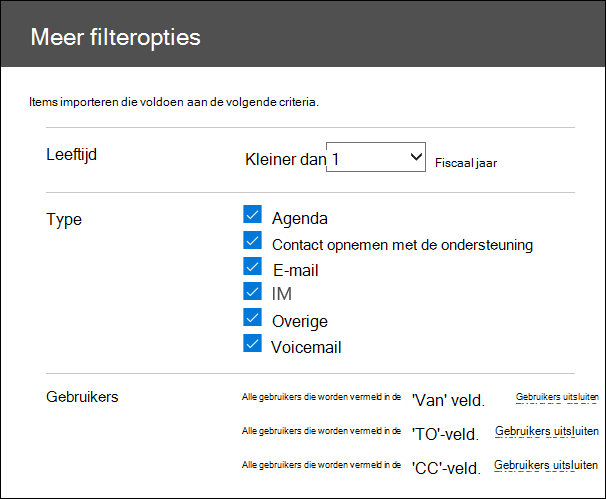 Meer filteropties
Items importeren die voldoen aan de volgende criteria.
Leeftijd Kleiner dan 1 Fiscaal jaar
Type Agenda
Contact opnemen met de ondersteuning
E-mail
IM
Overige
Voicemail
Gebruikers Alle gebruikers die worden vermeld in de 'Van' veld. Gebruikers uitsluiten
Alle gebruikers die worden vermeld in de 'TO'-veld. Gebruikers uitsluiten
Alle gebruikers die worden vermeld in de 'CC'-veld. Gebruikers uitsluiten